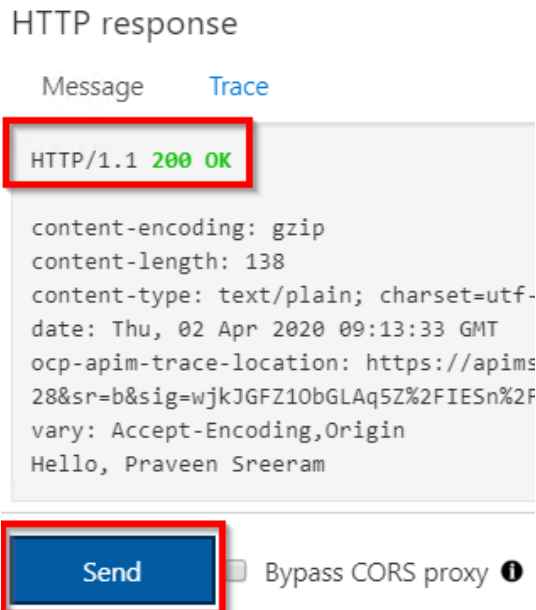 HTTP response
Message Trace
HTTP/1.1 200 OK
content-encoding: gzip
content-length: 138
content-type: text/plain; charset=utf-
date: Thu, 02 Apr 2020 09:13:33 GMT
ocp-apim-trace-location: https://apims
28&sr=b&sig=wjkJGFZ1ObGLAq5Z%2FIESn%2F
vary: Accept-Encoding,Origin
Hello, Praveen Sreeram
Send Bypass CORS proxy